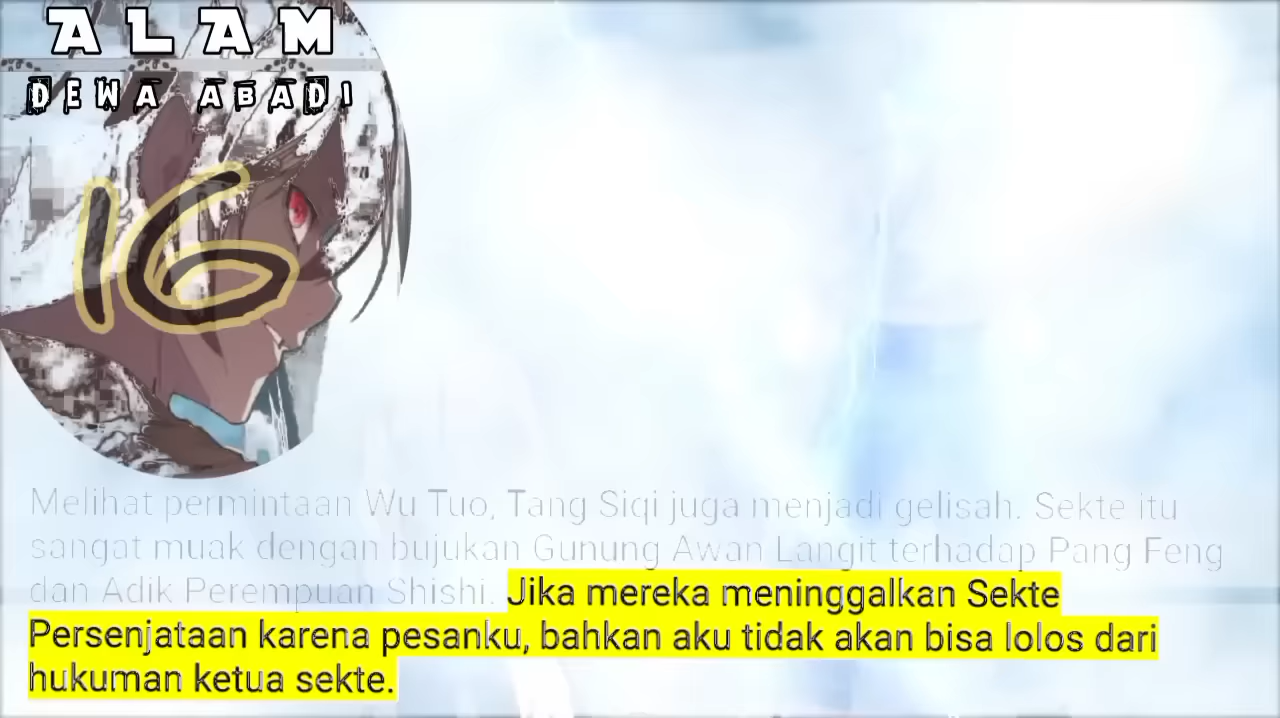 ALAM
DEWA ABADI
16
Melihat permintaan Wu Tuo, Tang Siqi juga menjadi gelisah. Sekte itu
sangat muak dengan bujukan Gunung Awan Langit terhadap Pang Feng
dan Adik Perempuan Shishi. Jika mereka meninggalkan Sekte
Persenjataan karena pesanku, bahkan aku tidak akan bisa lolos dari
hukuman ketua sekte.